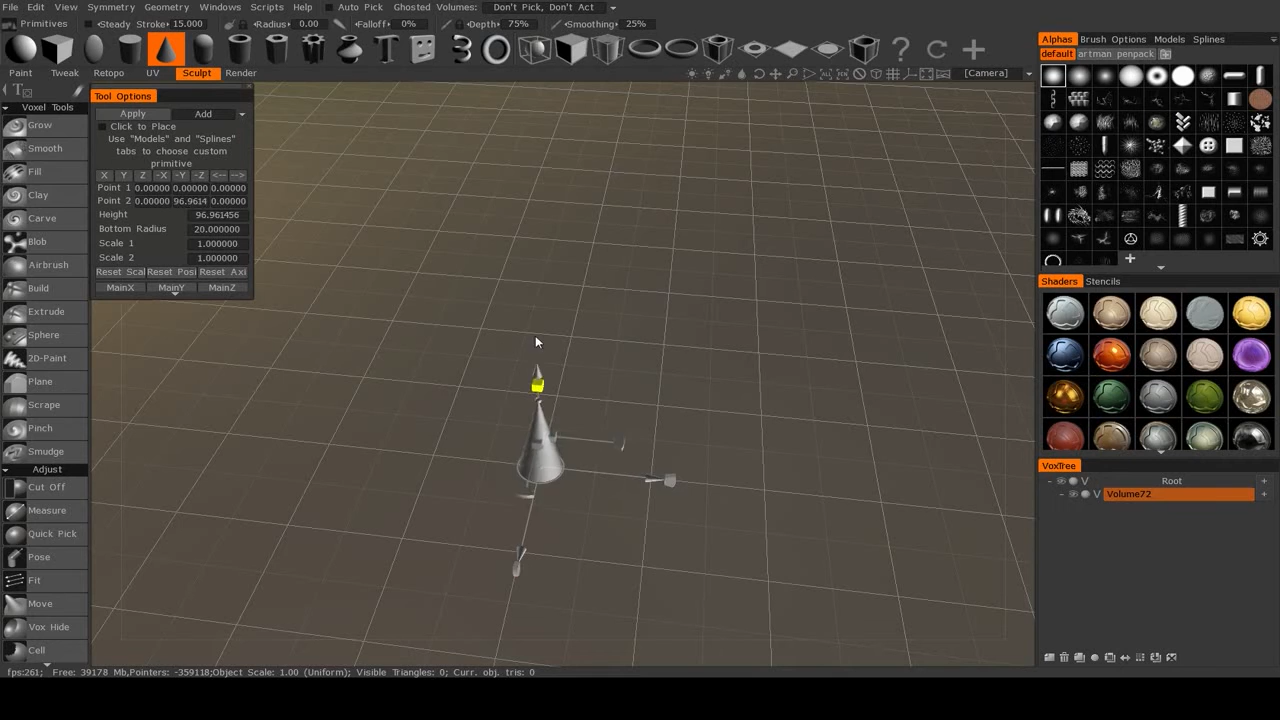 File Edit View Symmetry Geometry Windows Scripts Help Auto Pick Ghosted Volumes: Don't Pick, Don't Act
Primitives Steady Stroke 15.000 Radius: 0.00 Falloff: 0% Depth: 75% Smoothing: 25%
Paint Tweak Retopo UV Sculpt Render [Camera]
Voxel Tools
Grow
Smooth
Fill
Clay
Carve
Blob
Airbrush
Build
Extrude
Sphere
2D-Paint
Plane
Scrape
Pinch
Smudge
Adjust
Cut Off
Measure
Quick Pick
Pose
Fit
Move
Vox Hide
Cell
Tool Options
Apply Add
Click to Place
Use "Models" and "Splines"
tabs to choose custom
primitive
X Y Z -X -Y -Z <-- -->
Point 1 0.00000 0.00000 0.00000
Point 2 0.00000 96.9614 0.00000
Height 96.961456
Bottom Radius 20.000000
Scale 1 1.000000
Scale 2 1.000000
Reset Scal Reset Posi Reset Axi
MainX MainY MainZ
Alphas Brush Options Models Splines
default artman penpack
Shaders Stencils
VoxTree
V Root +
V Volume72 +
fps:261; Free: 39178 Mb,Pointers: -359118;Object Scale: 1.00 (Uniform); Visible Triangles: 0; Curr. obj. tris: 0